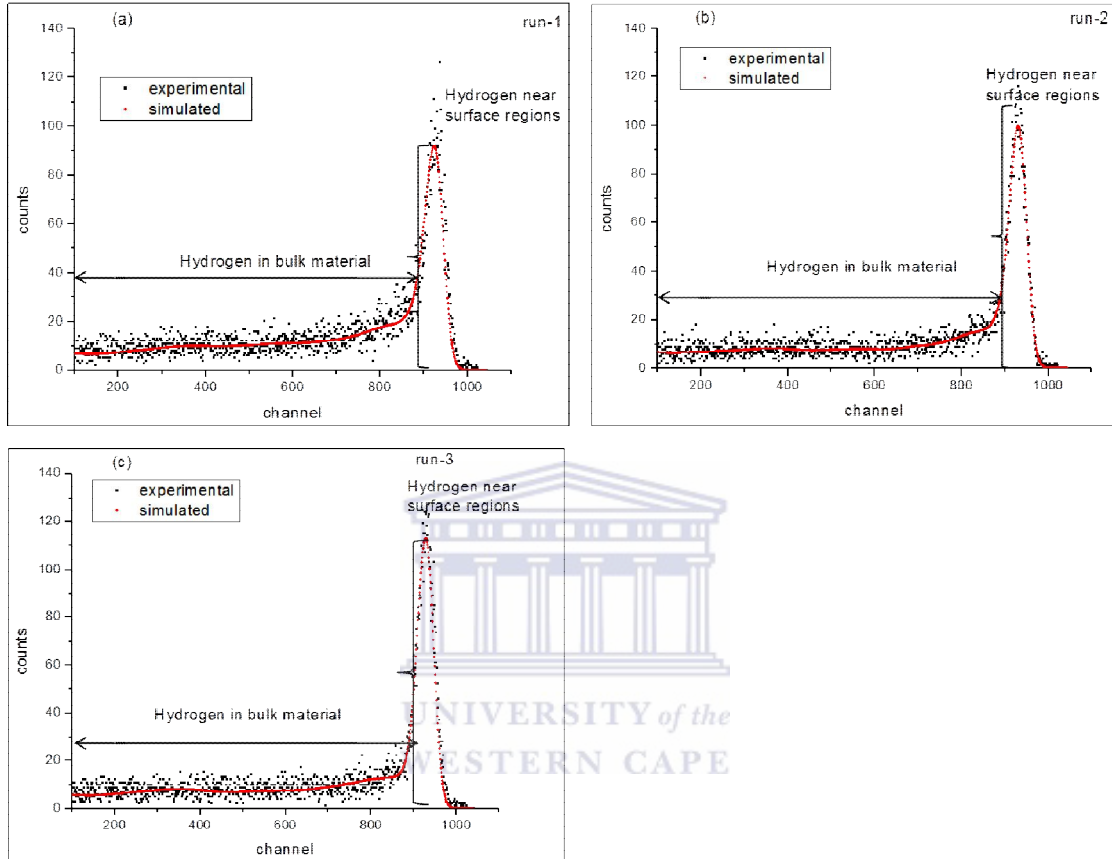 (a)
run-1
experimental
simulated
Hydrogen near
surface regions
Hydrogen in bulk material
counts
140
120
100
80
60
40
20
0
200
400
600
800
1000
channel
(b)
run-2
experimental
simulated
Hydrogen near
surface regions
Hydrogen in bulk material
counts
140
120
100
80
60
40
20
0
200
400
600
800
1000
channel
(c)
run-3
experimental
simulated
Hydrogen near
surface regions
Hydrogen in bulk material
counts
140
120
100
80
60
40
20
0
200
400
600
800
1000
channel
UNIVERSITY of the
WESTERN CAPE